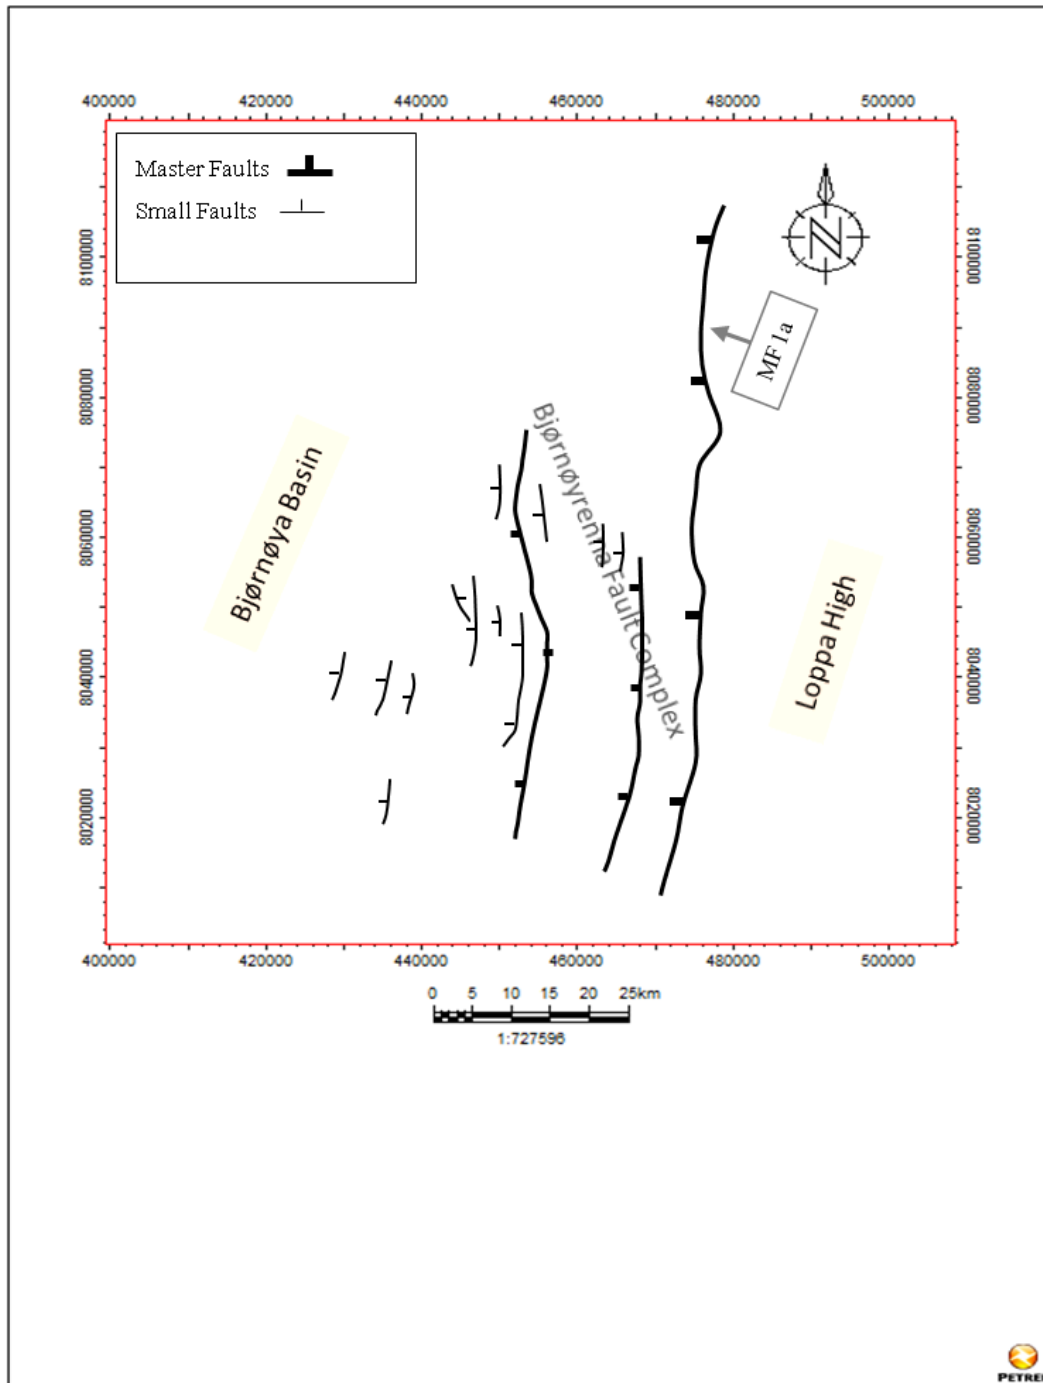 400000 420000 440000 460000 480000 500000
Master Faults
Small Faults
8100000 8080000 8060000 8040000 8020000
8100000 8080000 8060000 8040000 8020000
N
MF1a
Bjørnøyrenna Fault Complex
Bjørnøya Basin
Loppa High
400000 420000 440000 460000 480000 500000
0 5 10 15 20 25km
1:727596